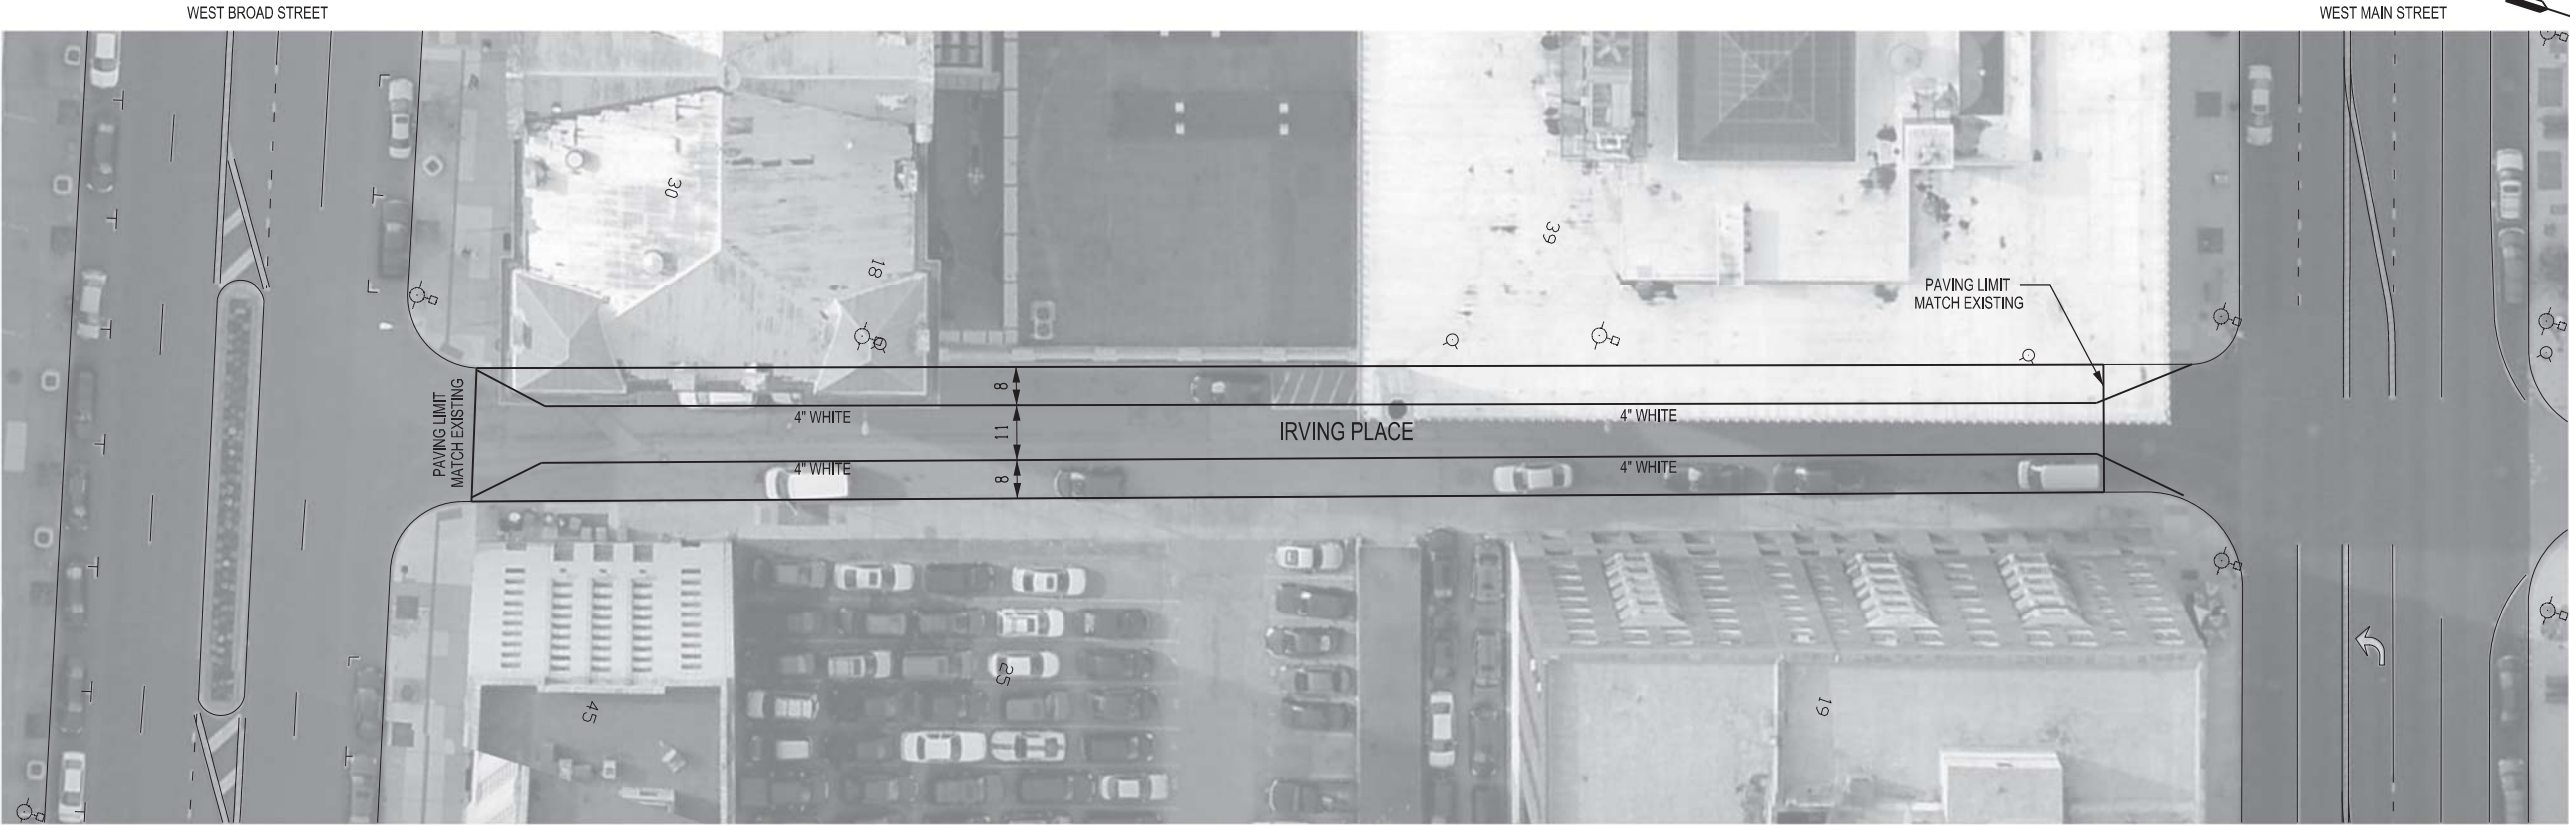 WEST BROAD STREET
WEST MAIN STREET
30
18
39
PAVING LIMIT
MATCH EXISTING
PAVING LIMIT
MATCH EXISTING
8
4" WHITE
4" WHITE
11
IRVING PLACE
4" WHITE
4" WHITE
8
25
45
19